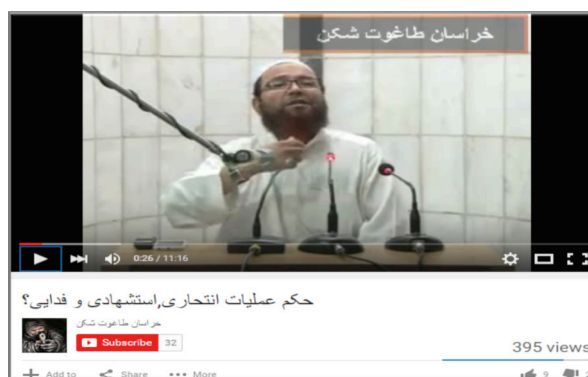 خراسان طاغوت شکن
0:26 / 11:16
حکم عملیات انتحاری,استشهادی و فدایی؟
خراسان طاغوت شکن
Subscribe 32
395 views
Add to Share More
9